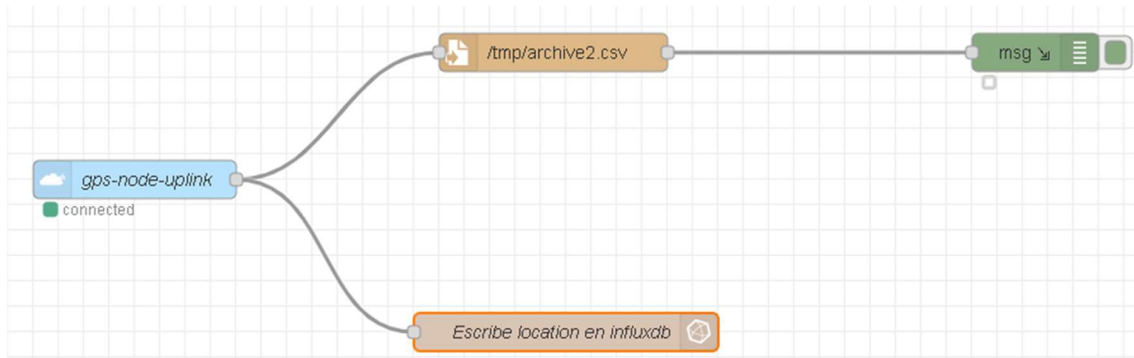 /tmp/archive2.csv
msg
gps-node-uplink
connected
Escribe location en influxdb